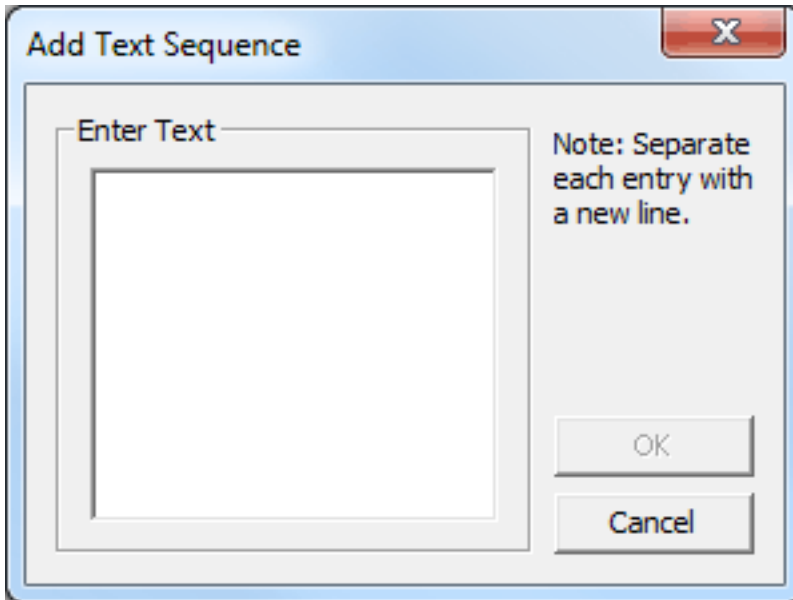 Add Text Sequence
Enter Text
Note: Separate
each entry with
a new line.
OK
Cancel